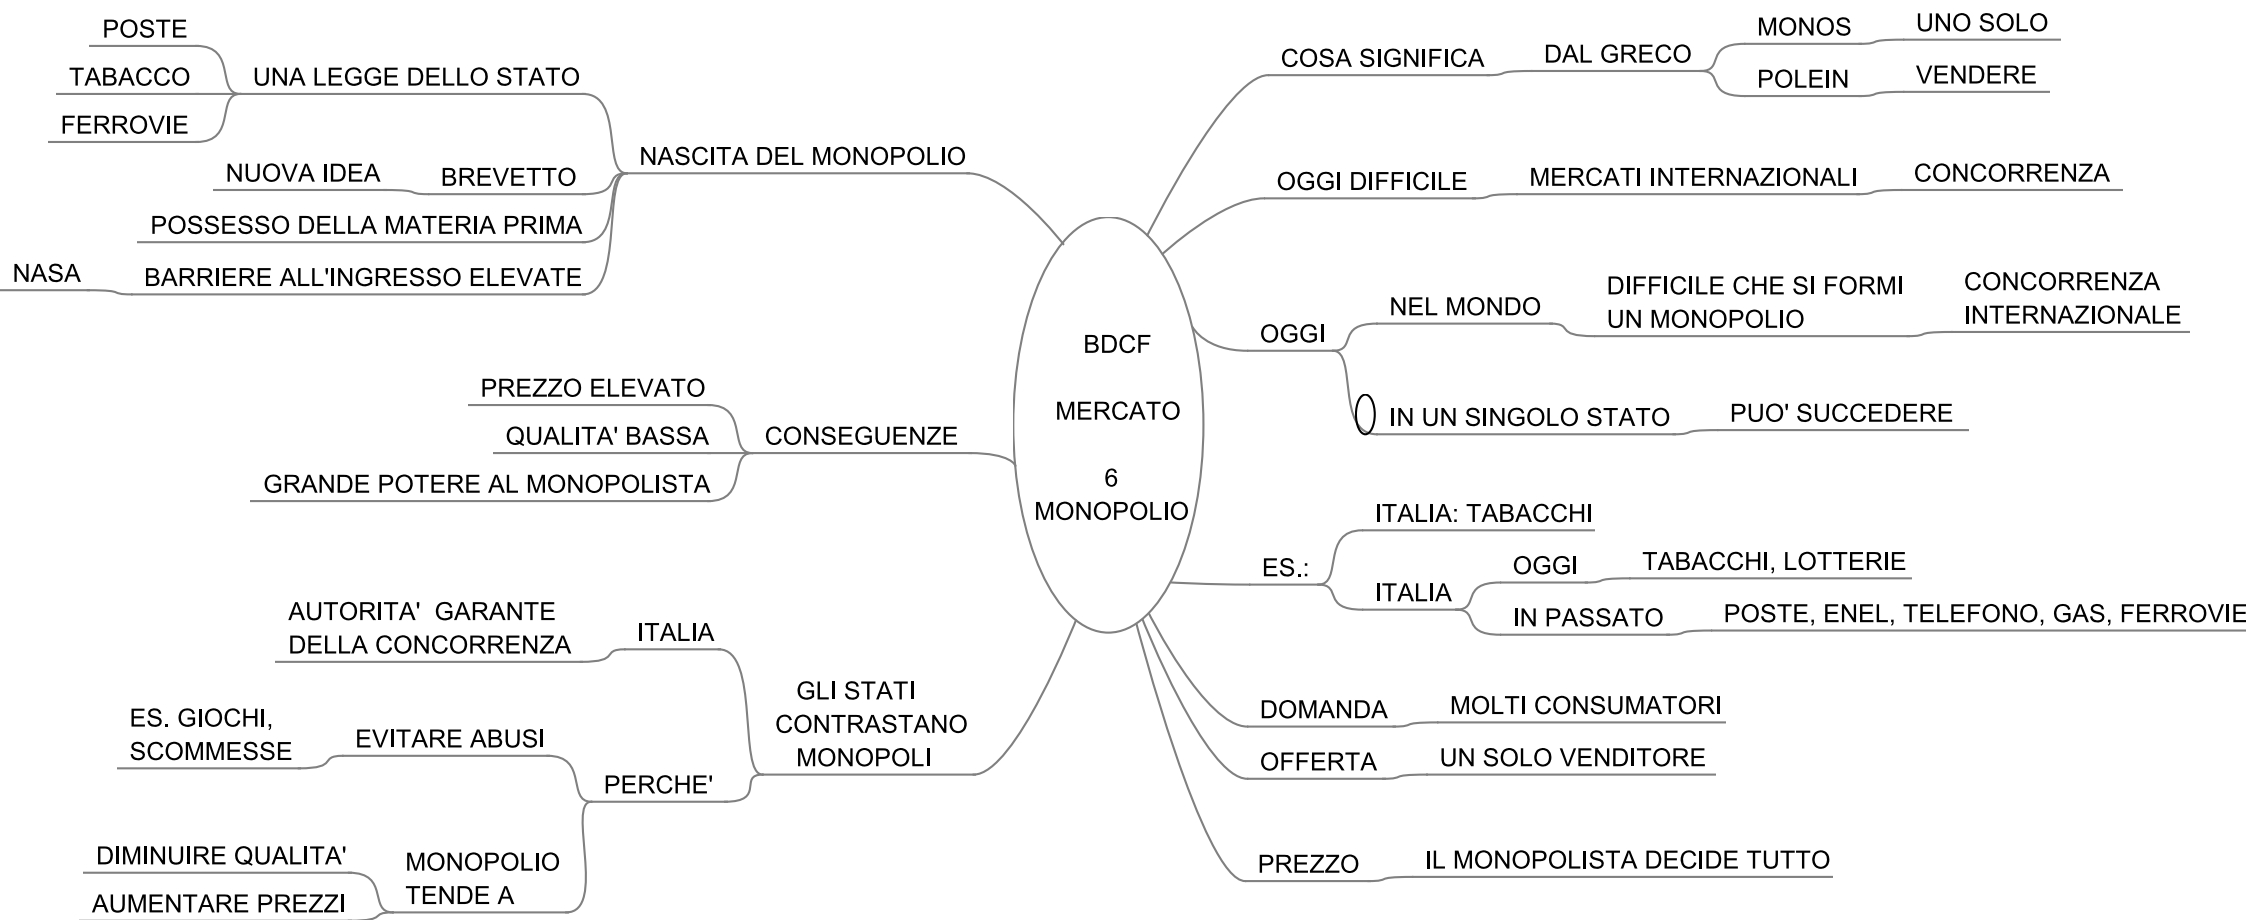 BDCF
MERCATO
6
MONOPOLIO
COSA SIGNIFICA
DAL GRECO
MONOS
UNO SOLO
POLEIN
VENDERE
OGGI DIFFICILE
MERCATI INTERNAZIONALI
CONCORRENZA
OGGI
NEL MONDO
DIFFICILE CHE SI FORMI
UN MONOPOLIO
CONCORRENZA
INTERNAZIONALE
IN UN SINGOLO STATO
PUO' SUCCEDERE
ES.:
ITALIA: TABACCHI
ITALIA
OGGI
TABACCHI, LOTTERIE
IN PASSATO
POSTE, ENEL, TELEFONO, GAS, FERROVIE
DOMANDA
MOLTI CONSUMATORI
OFFERTA
UN SOLO VENDITORE
PREZZO
IL MONOPOLISTA DECIDE TUTTO
NASCITA DEL MONOPOLIO
UNA LEGGE DELLO STATO
POSTE
TABACCO
FERROVIE
BREVETTO
NUOVA IDEA
POSSESSO DELLA MATERIA PRIMA
BARRIERE ALL'INGRESSO ELEVATE
NASA
CONSEGUENZE
PREZZO ELEVATO
QUALITA' BASSA
GRANDE POTERE AL MONOPOLISTA
GLI STATI
CONTRASTANO
MONOPOLI
ITALIA
AUTORITA'  GARANTE
DELLA CONCORRENZA
PERCHE'
EVITARE ABUSI
ES. GIOCHI,
SCOMMESSE
MONOPOLIO
TENDE A
DIMINUIRE QUALITA'
AUMENTARE PREZZI